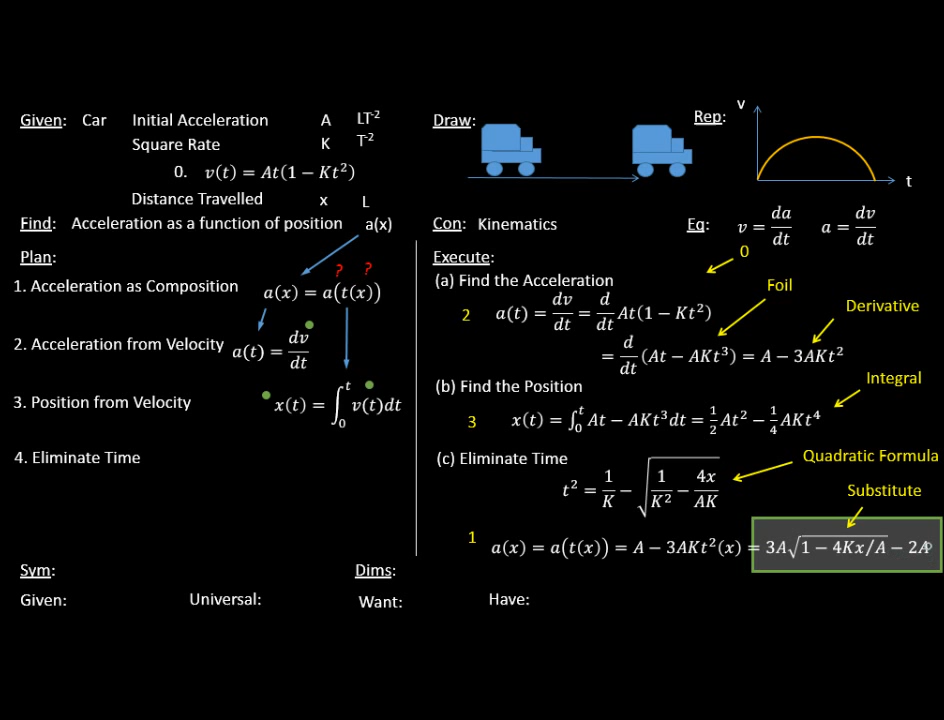 Given: Car Initial Acceleration A LT⁻²
Square Rate K T⁻²
0. v(t) = At(1 − Kt²)
Distance Travelled x L
Find: Acceleration as a function of position a(x)
Draw:
Rep:
v
t
Con: Kinematics
Eq: v = da/dt a = dv/dt
Plan:
1. Acceleration as Composition a(x) = a(t(x))
? ?
2. Acceleration from Velocity a(t) = dv/dt
3. Position from Velocity x(t) = ∫₀ᵗ v(t)dt
4. Eliminate Time
Execute:
0
(a) Find the Acceleration
Foil
2 a(t) = dv/dt = d/dt At(1 − Kt²)
Derivative
= d/dt (At − AKt³) = A − 3AKt²
(b) Find the Position
Integral
3 x(t) = ∫₀ᵗ At − AKt³dt = 1/2 At² − 1/4 AKt⁴
(c) Eliminate Time
Quadratic Formula
t² = 1/K − √(1/K² − 4x/AK)
Substitute
1 a(x) = a(t(x)) = A − 3AKt²(x) = 3A√(1 − 4Kx/A) − 2A
Sym:
Dims:
Given: Universal:
Want: Have: